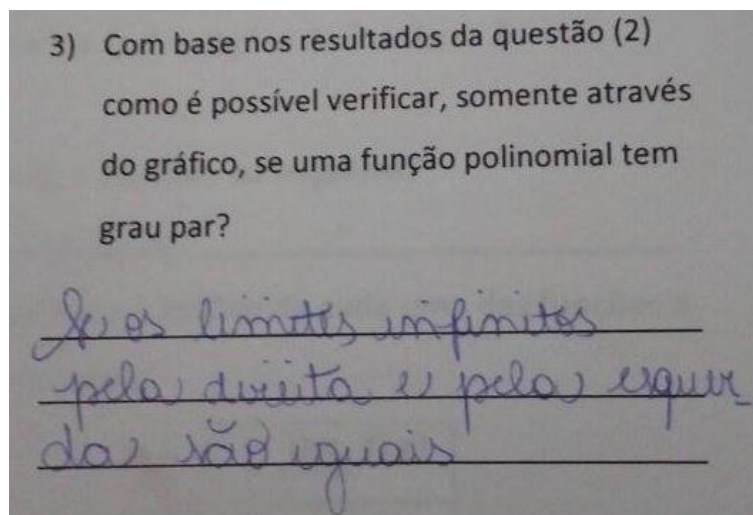 3) Com base nos resultados da questão (2)
como é possível verificar, somente através
do gráfico, se uma função polinomial tem
grau par?
Se os limites infinitos
pela direita e pela esquer_
da são iguais